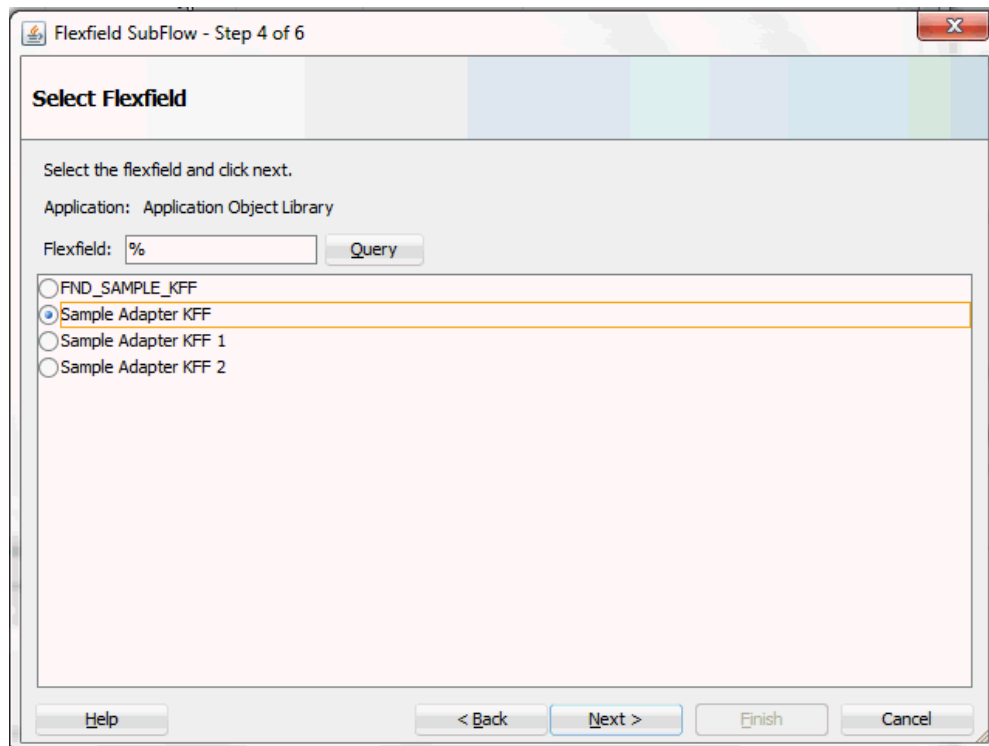 Flexfield SubFlow - Step 4 of 6
Select Flexfield
Select the flexfield and click next.
Application: Application Object Library
Flexfield: % Query
FND_SAMPLE_KFF
Sample Adapter KFF
Sample Adapter KFF 1
Sample Adapter KFF 2
Help < Back Next > Finish Cancel